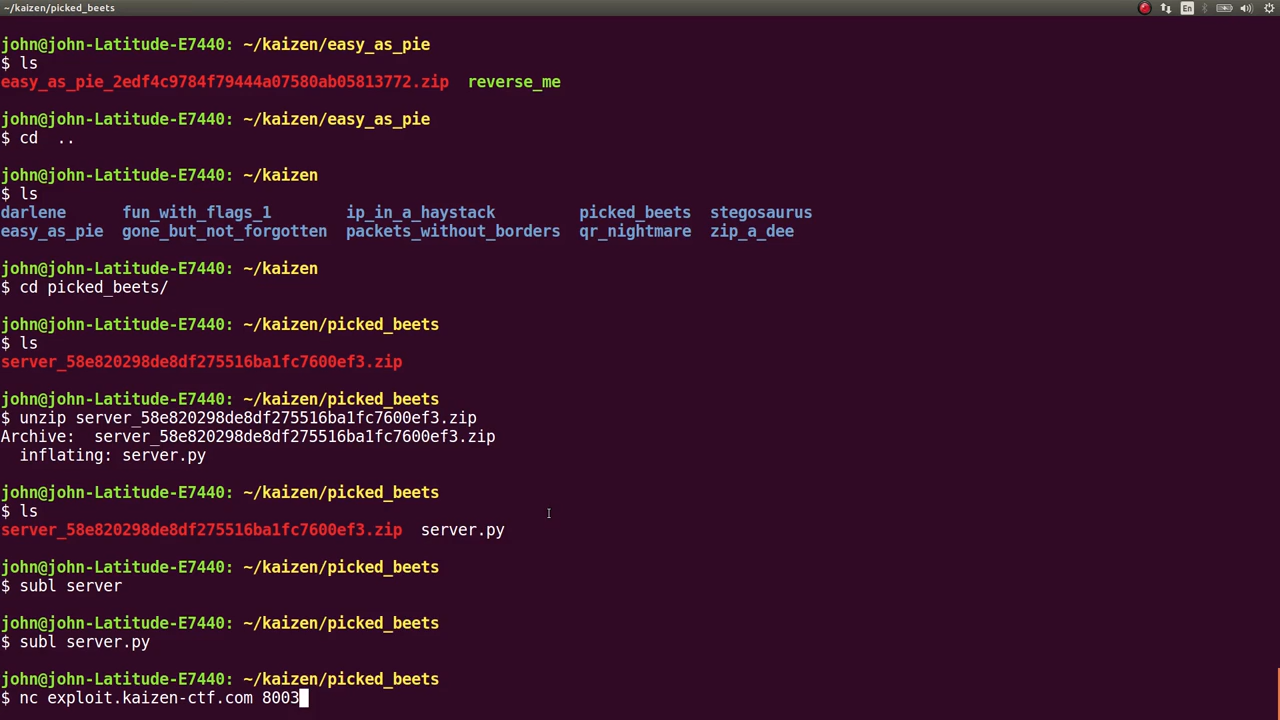 ~/kaizen/picked_beets
En
john@john-Latitude-E7440: ~/kaizen/easy_as_pie
$ ls
easy_as_pie_2edf4c9784f79444a07580ab05813772.zip  reverse_me
john@john-Latitude-E7440: ~/kaizen/easy_as_pie
$ cd  ..
john@john-Latitude-E7440: ~/kaizen
$ ls
darlene      fun_with_flags_1        ip_in_a_haystack         picked_beets  stegosaurus
easy_as_pie  gone_but_not_forgotten  packets_without_borders  qr_nightmare  zip_a_dee
john@john-Latitude-E7440: ~/kaizen
$ cd picked_beets/
john@john-Latitude-E7440: ~/kaizen/picked_beets
$ ls
server_58e820298de8df275516ba1fc7600ef3.zip
john@john-Latitude-E7440: ~/kaizen/picked_beets
$ unzip server_58e820298de8df275516ba1fc7600ef3.zip
Archive:  server_58e820298de8df275516ba1fc7600ef3.zip
  inflating: server.py
john@john-Latitude-E7440: ~/kaizen/picked_beets
$ ls
server_58e820298de8df275516ba1fc7600ef3.zip  server.py
john@john-Latitude-E7440: ~/kaizen/picked_beets
$ subl server
john@john-Latitude-E7440: ~/kaizen/picked_beets
$ subl server.py
john@john-Latitude-E7440: ~/kaizen/picked_beets
$ nc exploit.kaizen-ctf.com 8003